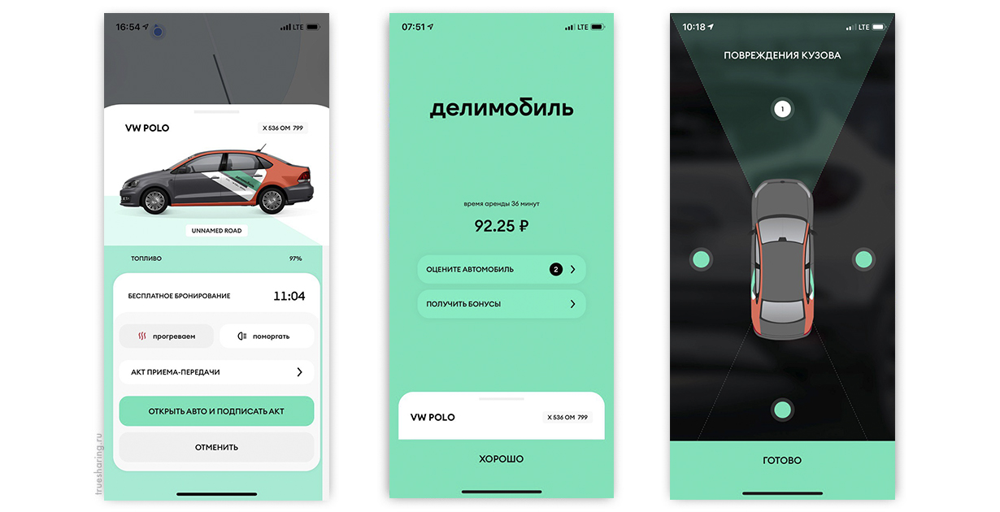 16:54
LTE
VW POLO
X 536 OM 799
UNNAMED ROAD
ТОПЛИВО 97%
БЕСПЛАТНОЕ БРОНИРОВАНИЕ 11:04
прогреваем
поморгать
АКТ ПРИЕМА-ПЕРЕДАЧИ
ОТКРЫТЬ АВТО И ПОДПИСАТЬ АКТ
ОТМЕНИТЬ
truesharing.ru
07:51
LTE
делимобиль
время аренды 36 минут
92.25 ₽
ОЦЕНИТЕ АВТОМОБИЛЬ 2
ПОЛУЧИТЬ БОНУСЫ
VW POLO
X 536 OM 799
ХОРОШО
10:18
LTE
ПОВРЕЖДЕНИЯ КУЗОВА
1
ГОТОВО